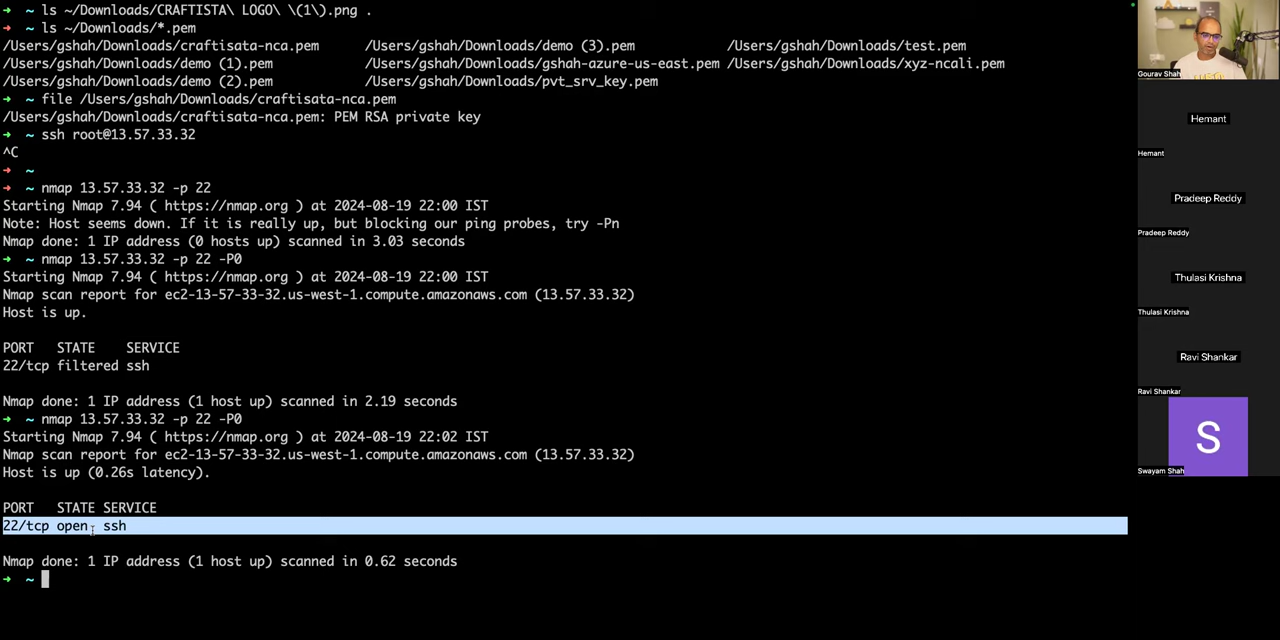 ➜  ~ ls ~/Downloads/CRAFTISTA\ LOGO\ \(1\).png .
➜  ~ ls ~/Downloads/*.pem
/Users/gshah/Downloads/craftisata-nca.pem      /Users/gshah/Downloads/demo (3).pem            /Users/gshah/Downloads/test.pem
/Users/gshah/Downloads/demo (1).pem            /Users/gshah/Downloads/gshah-azure-us-east.pem /Users/gshah/Downloads/xyz-ncali.pem
/Users/gshah/Downloads/demo (2).pem            /Users/gshah/Downloads/pvt_srv_key.pem
➜  ~ file /Users/gshah/Downloads/craftisata-nca.pem
/Users/gshah/Downloads/craftisata-nca.pem: PEM RSA private key
➜  ~ ssh root@13.57.33.32
^C
➜  ~
➜  ~ nmap 13.57.33.32 -p 22
Starting Nmap 7.94 ( https://nmap.org ) at 2024-08-19 22:00 IST
Note: Host seems down. If it is really up, but blocking our ping probes, try -Pn
Nmap done: 1 IP address (0 hosts up) scanned in 3.03 seconds
➜  ~ nmap 13.57.33.32 -p 22 -P0
Starting Nmap 7.94 ( https://nmap.org ) at 2024-08-19 22:00 IST
Nmap scan report for ec2-13-57-33-32.us-west-1.compute.amazonaws.com (13.57.33.32)
Host is up.
PORT   STATE    SERVICE
22/tcp filtered ssh
Nmap done: 1 IP address (1 host up) scanned in 2.19 seconds
➜  ~ nmap 13.57.33.32 -p 22 -P0
Starting Nmap 7.94 ( https://nmap.org ) at 2024-08-19 22:02 IST
Nmap scan report for ec2-13-57-33-32.us-west-1.compute.amazonaws.com (13.57.33.32)
Host is up (0.26s latency).
PORT   STATE SERVICE
22/tcp open  ssh
Nmap done: 1 IP address (1 host up) scanned in 0.62 seconds
➜  ~
Gourav Shah
Hemant
Hemant
Pradeep Reddy
Pradeep Reddy
Thulasi Krishna
Thulasi Krishna
Ravi Shankar
Ravi Shankar
S
Swayam Shah